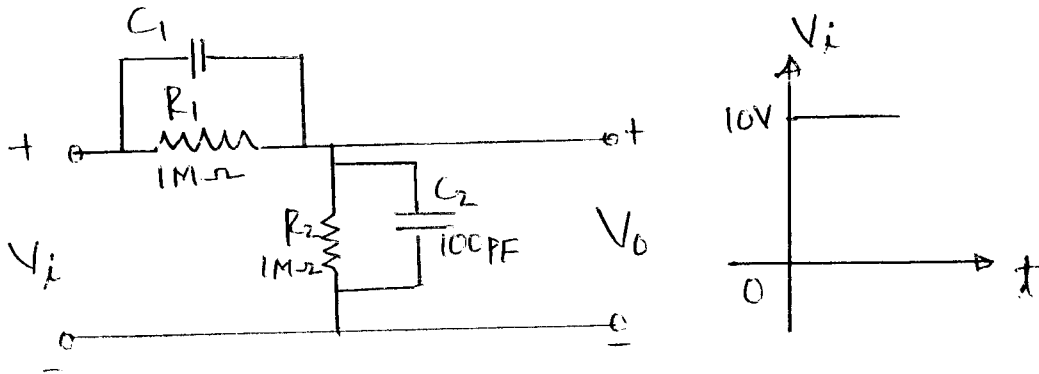 C1
R1
+
1MΩ
+
R2
1MΩ
C2
100PF
Vi
Vo
-
-
Vi
10V
0
t